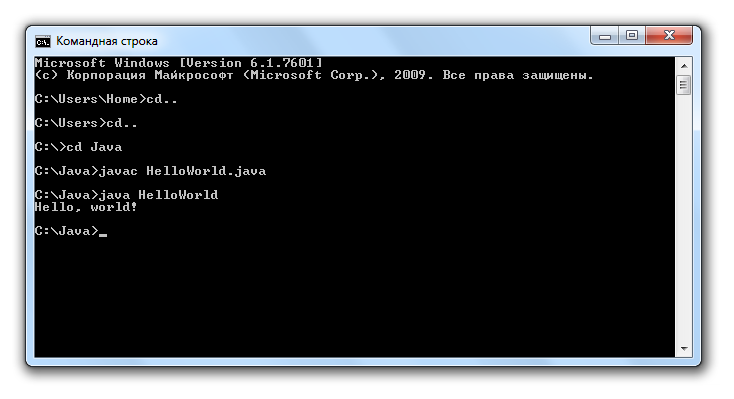 Командная строка
Microsoft Windows [Version 6.1.7601]
(c) Корпорация Майкрософт (Microsoft Corp.), 2009. Все права защищены.
C:\Users\Home>cd..
C:\Users>cd..
C:\>cd Java
C:\Java>javac HelloWorld.java
C:\Java>java HelloWorld
Hello, world!
C:\Java>_